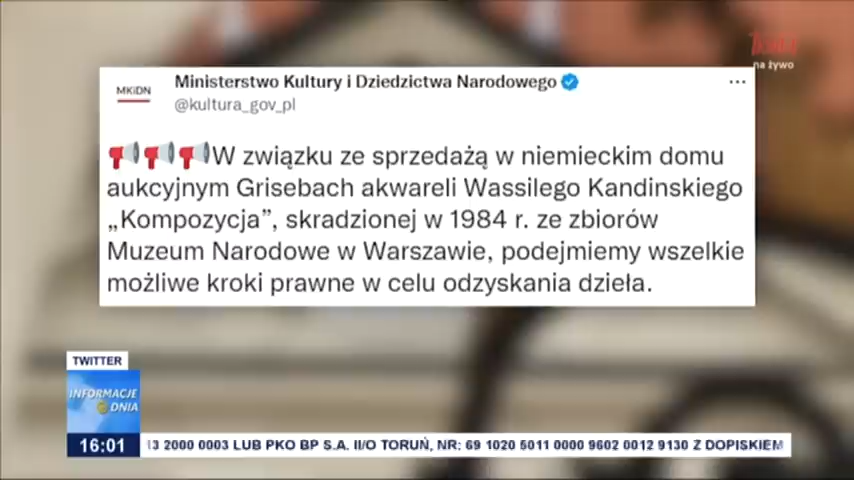 TRWAM
na żywo
MKiDN
Ministerstwo Kultury i Dziedzictwa Narodowego
@kultura_gov_pl
📢📢📢W związku ze sprzedażą w niemieckim domu
aukcyjnym Grisebach akwareli Wassilego Kandinskiego
„Kompozycja”, skradzionej w 1984 r. ze zbiorów
Muzeum Narodowe w Warszawie, podejmiemy wszelkie
możliwe kroki prawne w celu odzyskania dzieła.
TWITTER
INFORMACJE
DNIA
16:01
13 2000 0003 LUB PKO BP S.A. II/O TORUŃ, NR: 69 1020 5011 0000 9602 0012 9130 Z DOPISKIEM